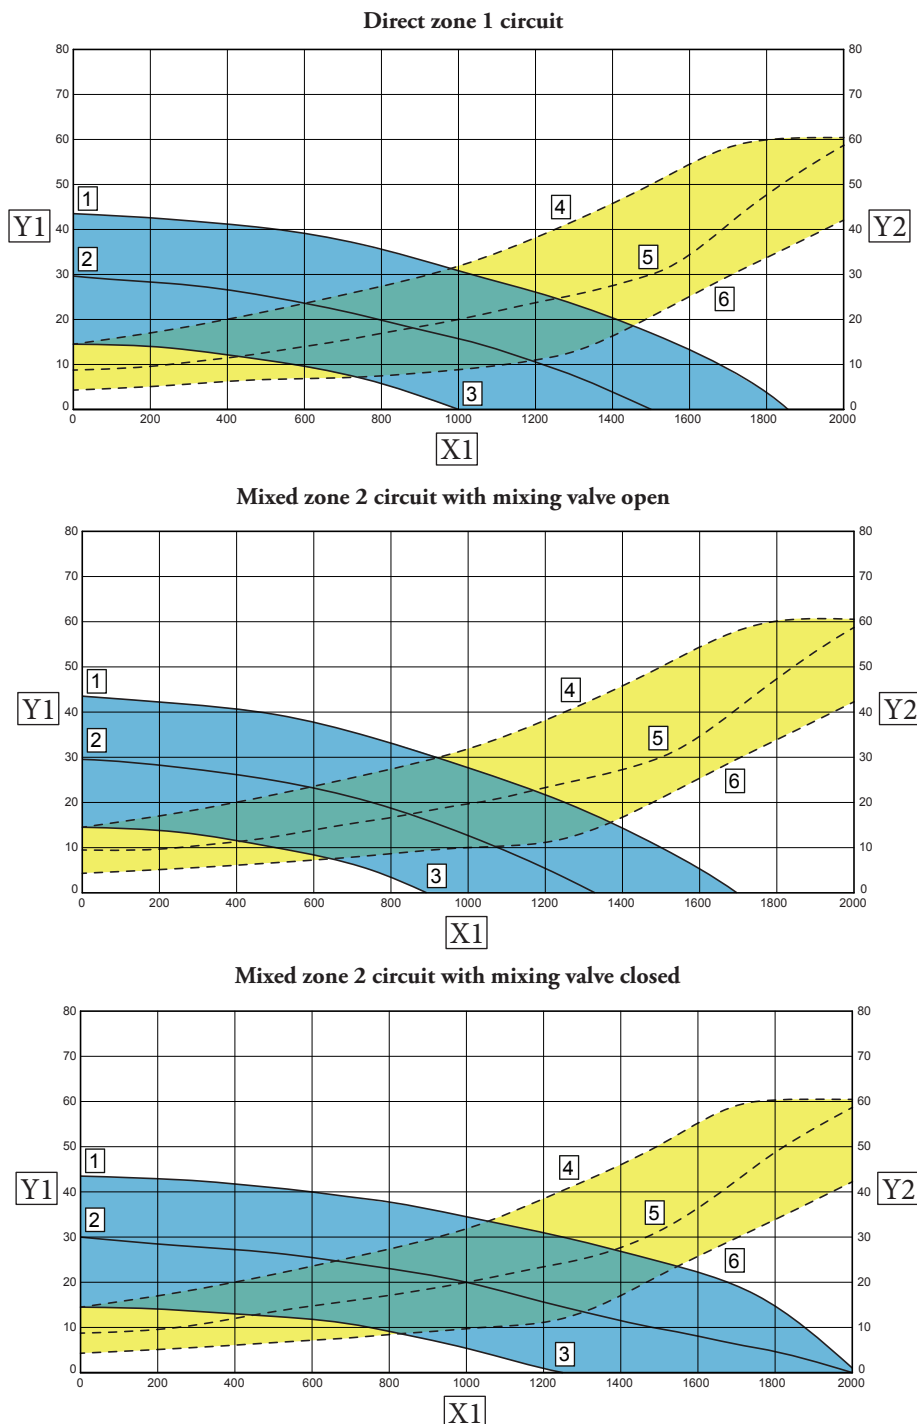 Direct zone 1 circuit
80 80
70 70
60 60
50 4 50
1
Y1 40 40 Y2
2 5
30 30
6
20 20
10 10
3
0 0
0 200 400 600 800 1000 1200 1400 1600 1800 2000
X1
Mixed zone 2 circuit with mixing valve open
80 80
70 70
60 60
50 50
1 4
Y1 40 40 Y2
2 5
30 30
6
20 20
10 10
3
0 0
0 200 400 600 800 1000 1200 1400 1600 1800 2000
X1
Mixed zone 2 circuit with mixing valve closed
80 80
70 70
60 60
50 50
1 4
Y1 40 40 Y2
2 5
30 30
6
20 20
10 10
3
0 0
0 200 400 600 800 1000 1200 1400 1600 1800 2000
X1